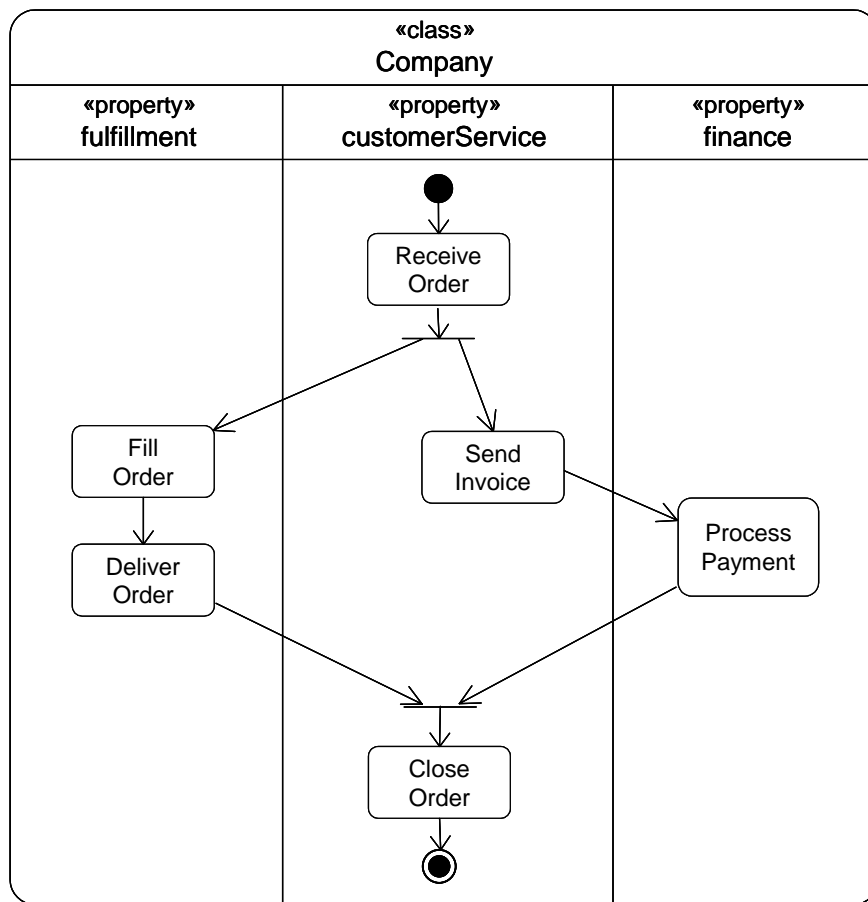 «class»
Company
«property»
fulfillment
«property»
customerService
«property»
finance
Receive
Order
Fill
Order
Send
Invoice
Process
Payment
Deliver
Order
Close
Order